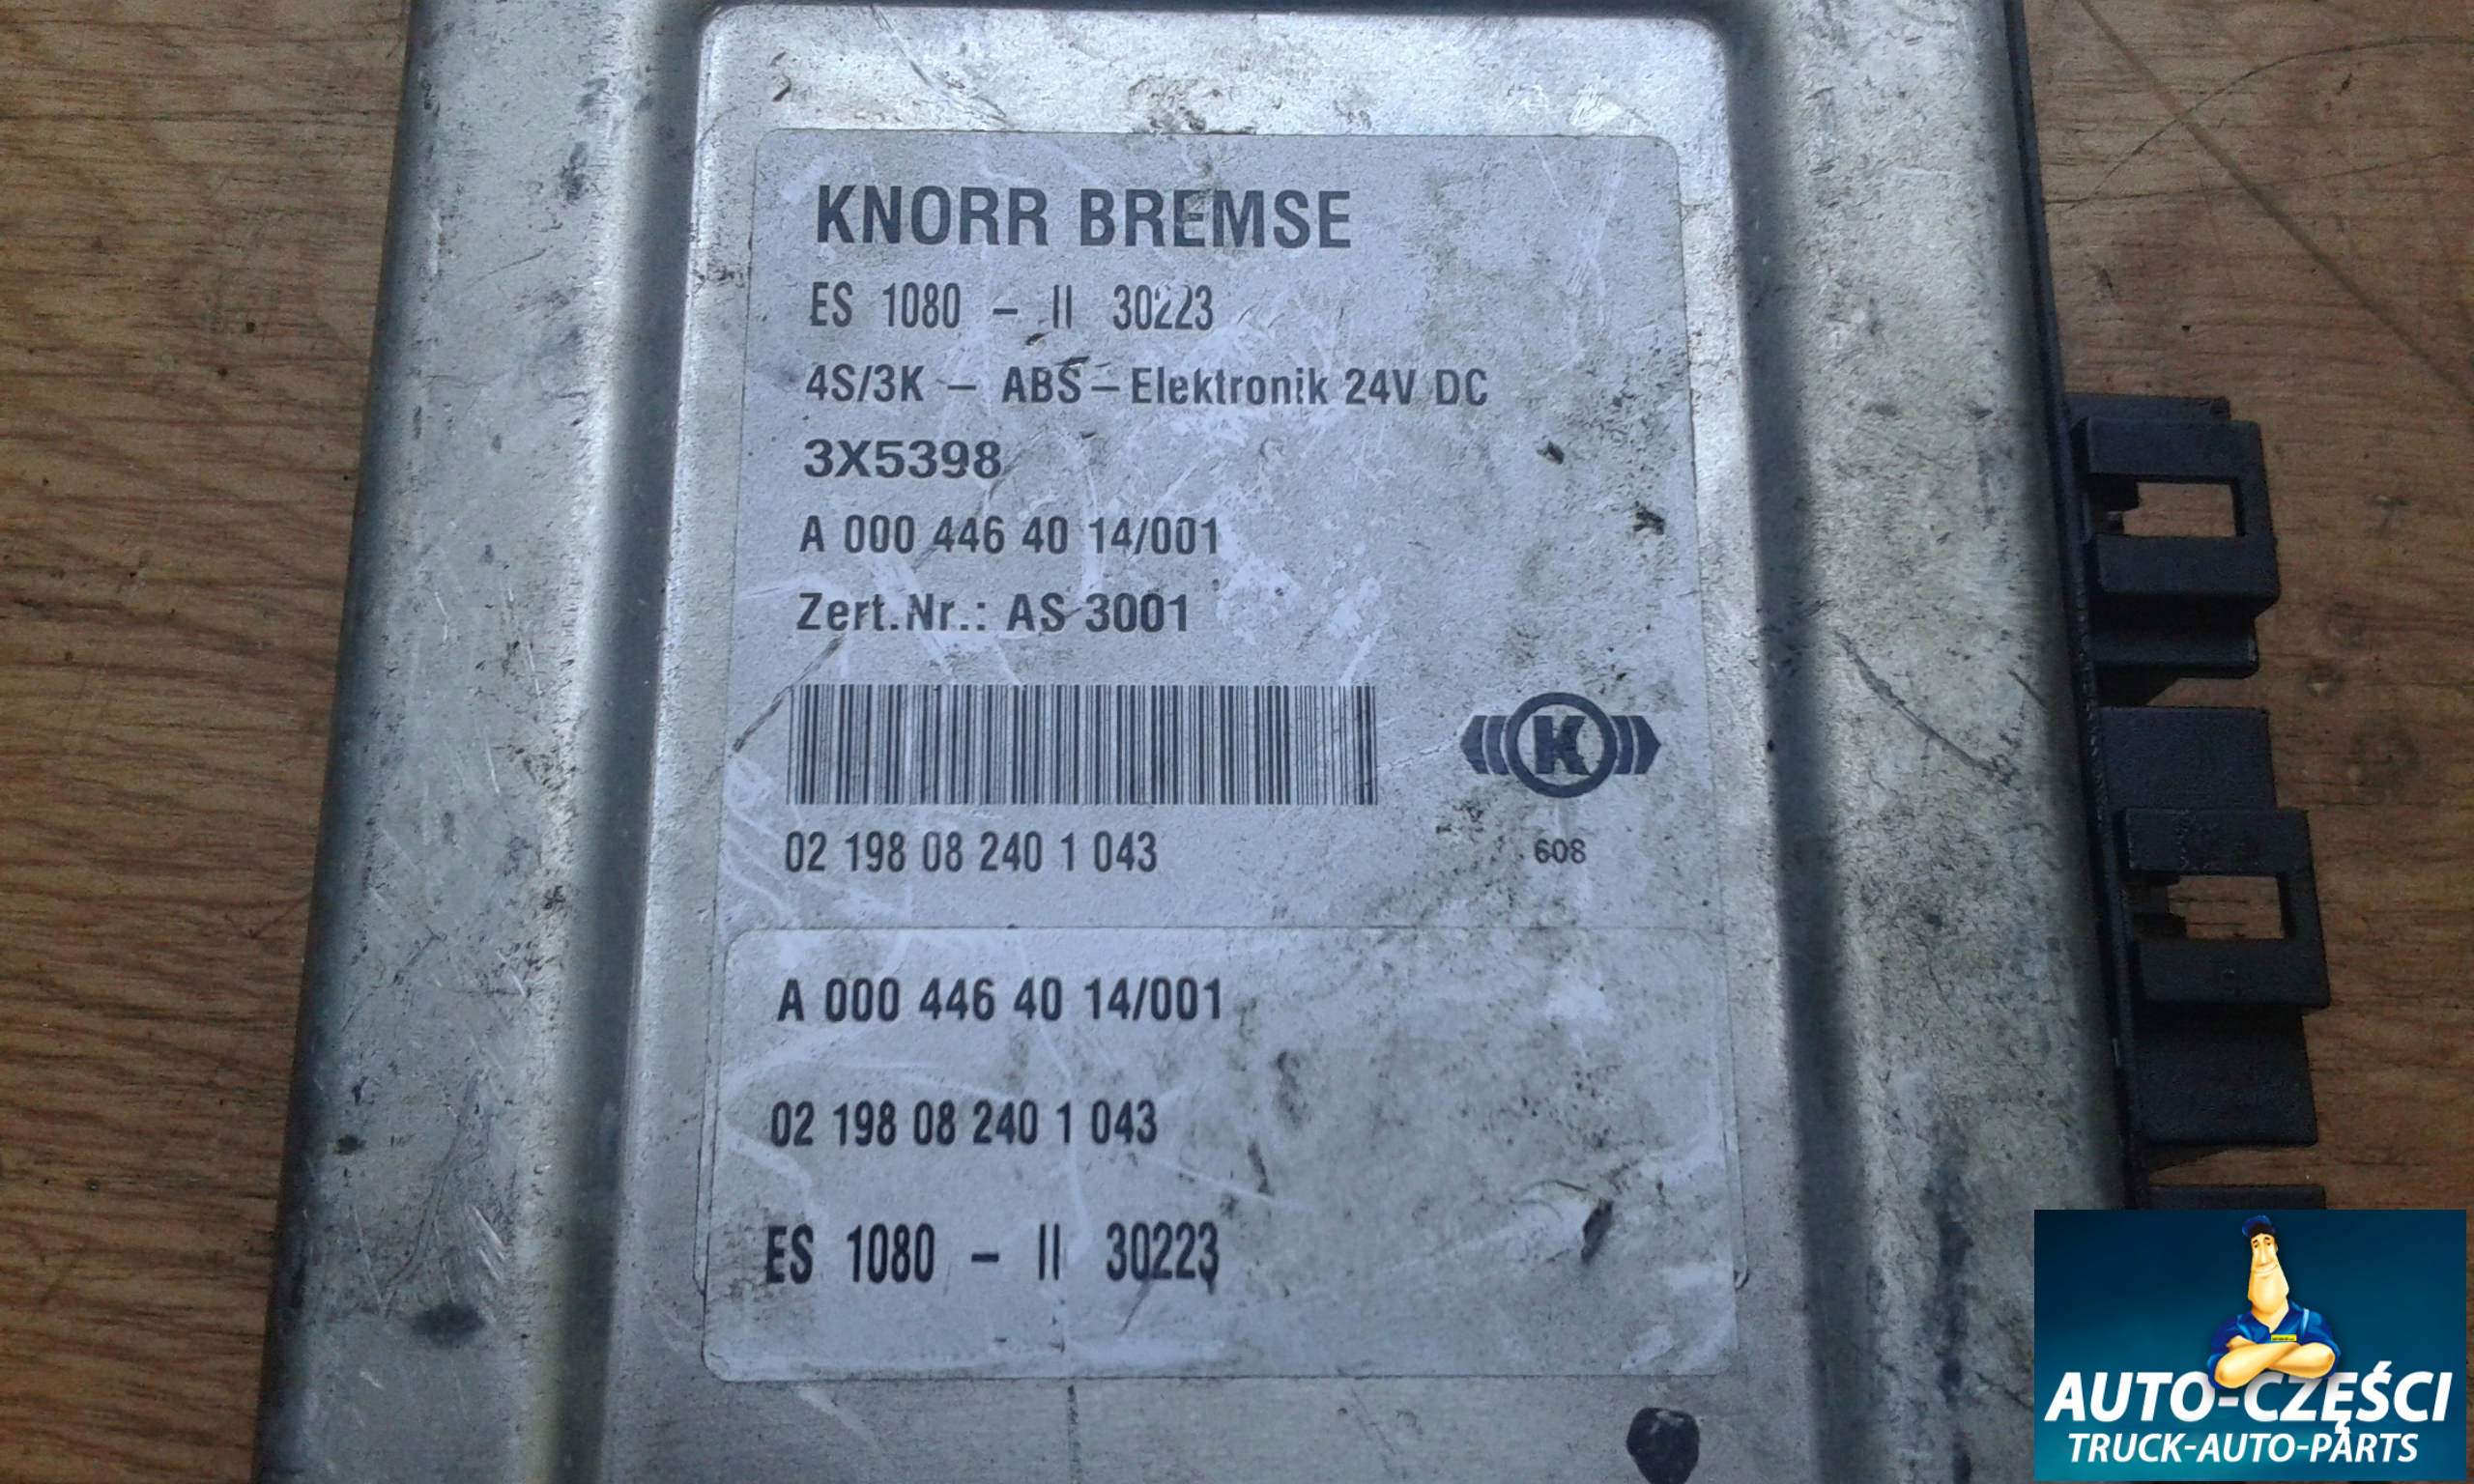 KNORR BREMSE
ES 1080 - II 30223
4S/3K - ABS-Elektronik 24V DC
3X5398
A 000 446 40 14/001
Zert.Nr.: AS 3001
K
02 198 08 240 1 043
608
A 000 446 40 14/001
02 198 08 240 1 043
ES 1080 - II 30223
AUTO-CZĘŚCI
TRUCK-AUTO-PARTS